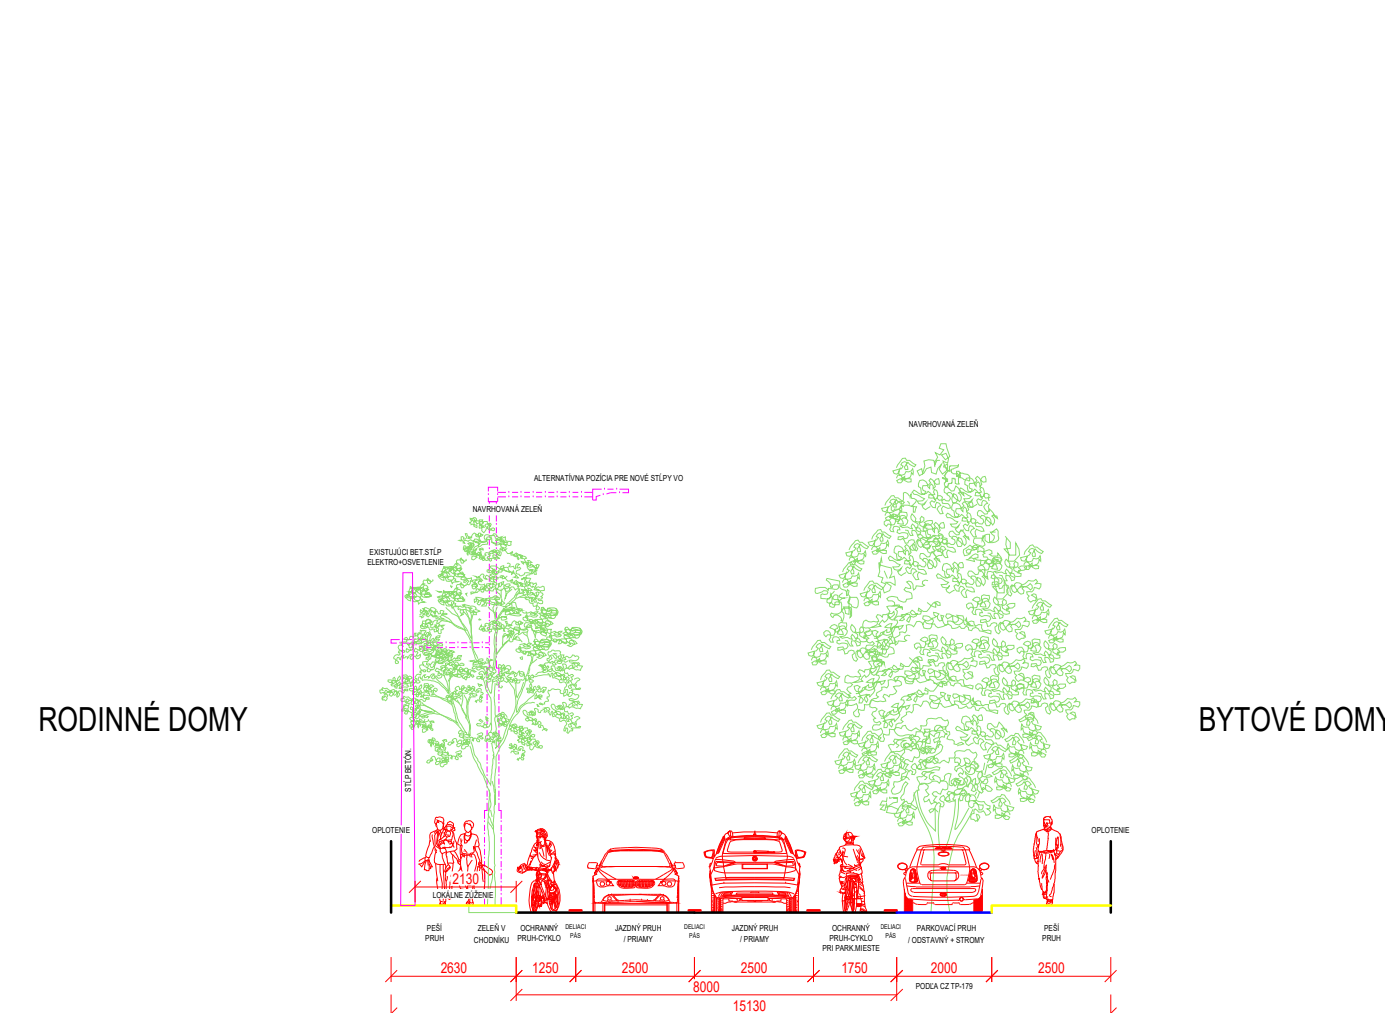 NAVRHOVANÁ ZELEŇ
ALTERNATÍVNA POZÍCIA PRE NOVÉ STĹPY VO
NAVRHOVANÁ ZELEŇ
EXISTUJÚCI BET.STĹP
ELEKTRO+OSVETLENIE
RODINNÉ DOMY
BYTOVÉ DOMY
STĹP BETÓN.
OPLOTENIE
OPLOTENIE
2130
LOKÁLNE ZÚŽENIE
PEŠÍ
PRUH
ZELEŇ V
CHODNÍKU
OCHRANNÝ
PRUH-CYKLO
DELIACI
PÁS
JAZDNÝ PRUH
/ PRIAMY
DELIACI
PÁS
JAZDNÝ PRUH
/ PRIAMY
OCHRANNÝ
PRUH-CYKLO
PRI PARK.MIESTE
DELIACI
PÁS
PARKOVACÍ PRUH
/ ODSTAVNÝ + STROMY
PEŠÍ
PRUH
2630
1250
2500
2500
1750
2000
2500
8000
PODĽA CZ TP-179
15130